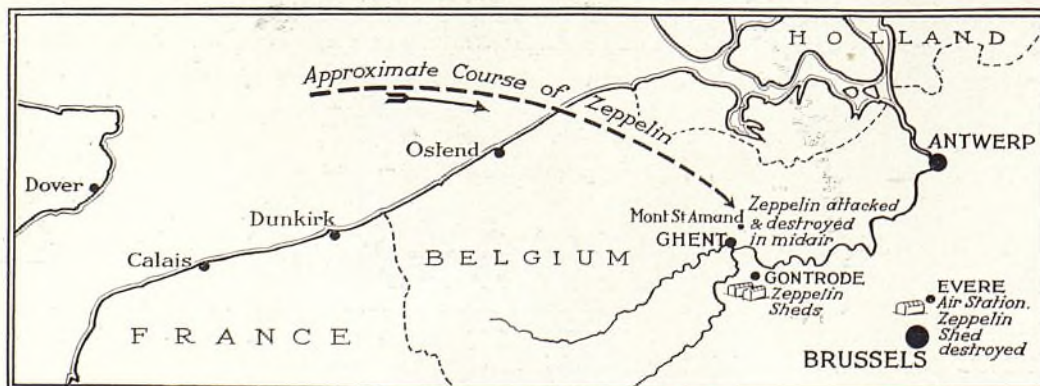 HOLLAND
Approximate Course of Zeppelin
ANTWERP
Ostend
Dover
Mont St Amand
Zeppelin attacked
& destroyed
in midair
Dunkirk
GHENT
BELGIUM
Calais
GONTRODE
Zeppelin
Sheds
EVERE
Air Station.
Zeppelin
Shed
destroyed
FRANCE
BRUSSELS